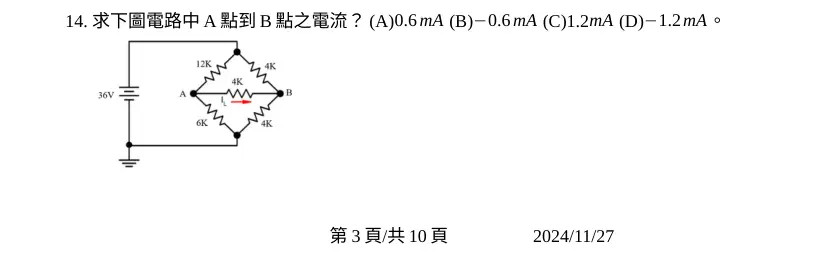 14. 求下圖電路中 A 點到 B 點之電流？ (A)0.6 mA (B)−0.6 mA (C)1.2mA (D)−1.2 mA。
12K 4K
4K
36V A B
I_L
6K 4K
第 3 頁/共 10 頁 2024/11/27